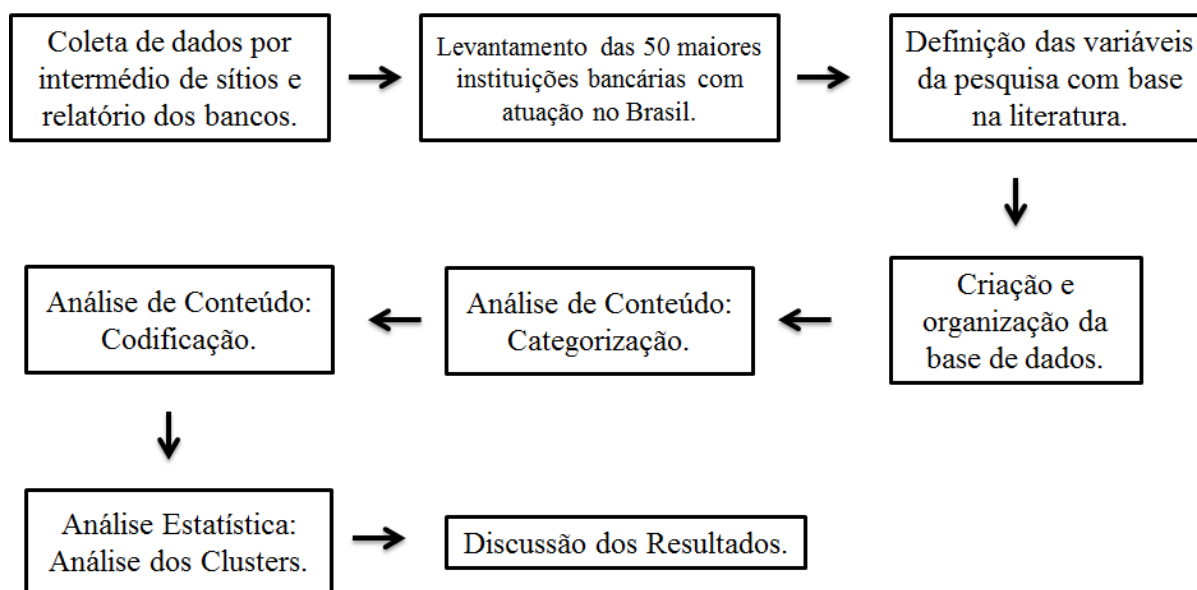 Coleta de dados por
intermédio de sítios e
relatório dos bancos.
Levantamento das 50 maiores
instituições bancárias com
atuação no Brasil.
Definição das variáveis
da pesquisa com base
na literatura.
Criação e
organização da
base de dados.
Análise de Conteúdo:
Categorização.
Análise de Conteúdo:
Codificação.
Análise Estatística:
Análise dos Clusters.
Discussão dos Resultados.